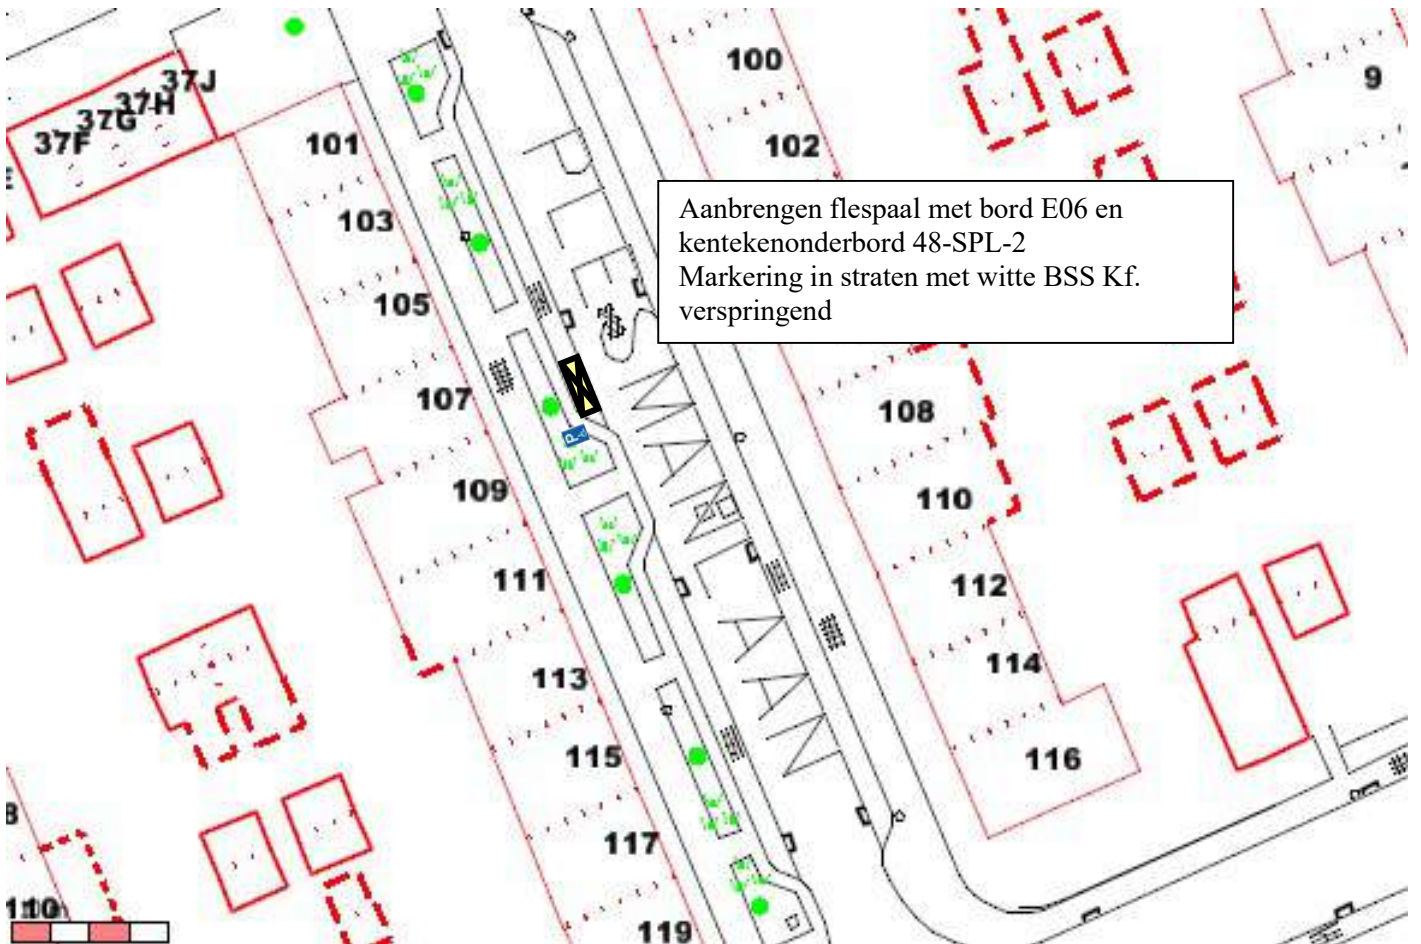 37J
37H
37G
37F
101
103
105
107
109
111
113
115
117
119
100
102
9
PLESMANLAAN
Aanbrengen flespaal met bord E06 en
kentekenonderbord 48-SPL-2
Markering in straten met witte BSS Kf.
verspringend
P
108
110
112
114
116
8